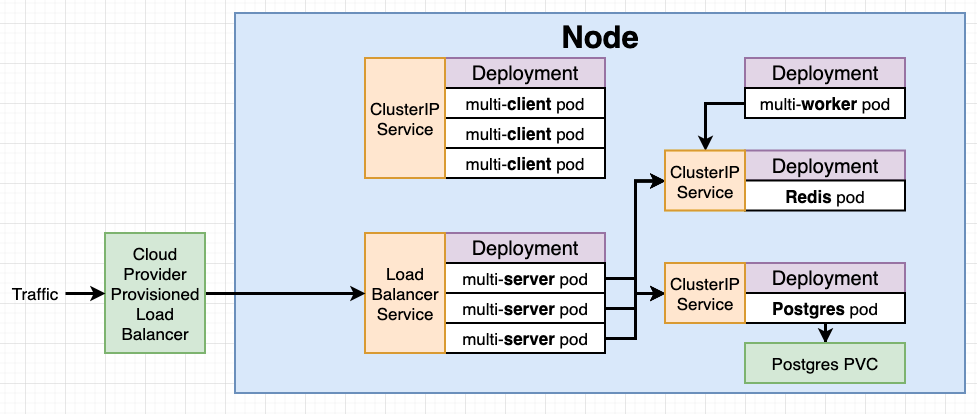 Node
ClusterIP
Service
Deployment
multi-client pod
multi-client pod
multi-client pod
Deployment
multi-worker pod
ClusterIP
Service
Deployment
Redis pod
Traffic
Cloud
Provider
Provisioned
Load
Balancer
Load
Balancer
Service
Deployment
multi-server pod
multi-server pod
multi-server pod
ClusterIP
Service
Deployment
Postgres pod
Postgres PVC